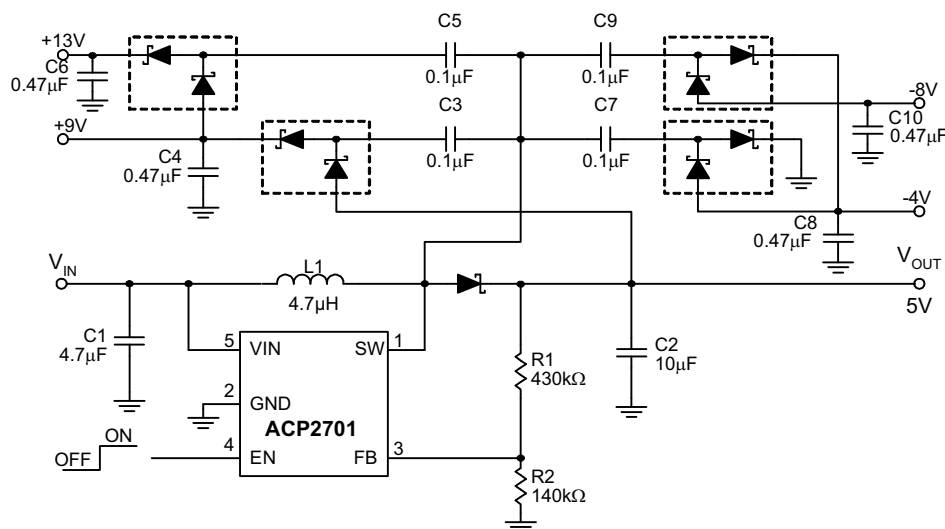 C5
C9
+13V
C6
0.47µF
0.1µF
0.1µF
-8V
C10
0.47µF
+9V
C3
C7
C4
0.47µF
0.1µF
0.1µF
-4V
C8
0.47µF
VIN
L1
4.7µH
VOUT
5V
C1
4.7µF
5
VIN
SW
1
C2
10µF
R1
430kΩ
2
GND
ACP2701
ON
OFF
4
EN
FB
3
R2
140kΩ